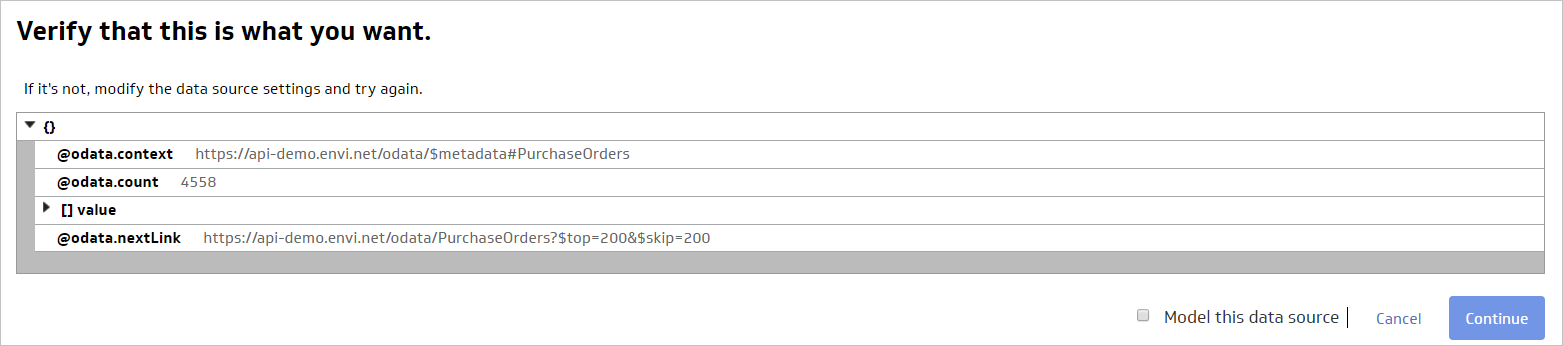 Verify that this is what you want.
If it's not, modify the data source settings and try again.
{}
@odata.context https://api-demo.envi.net/odata/$metadata#PurchaseOrders
@odata.count 4558
[] value
@odata.nextLink https://api-demo.envi.net/odata/PurchaseOrders?$top=200&$skip=200
Model this data source Cancel Continue